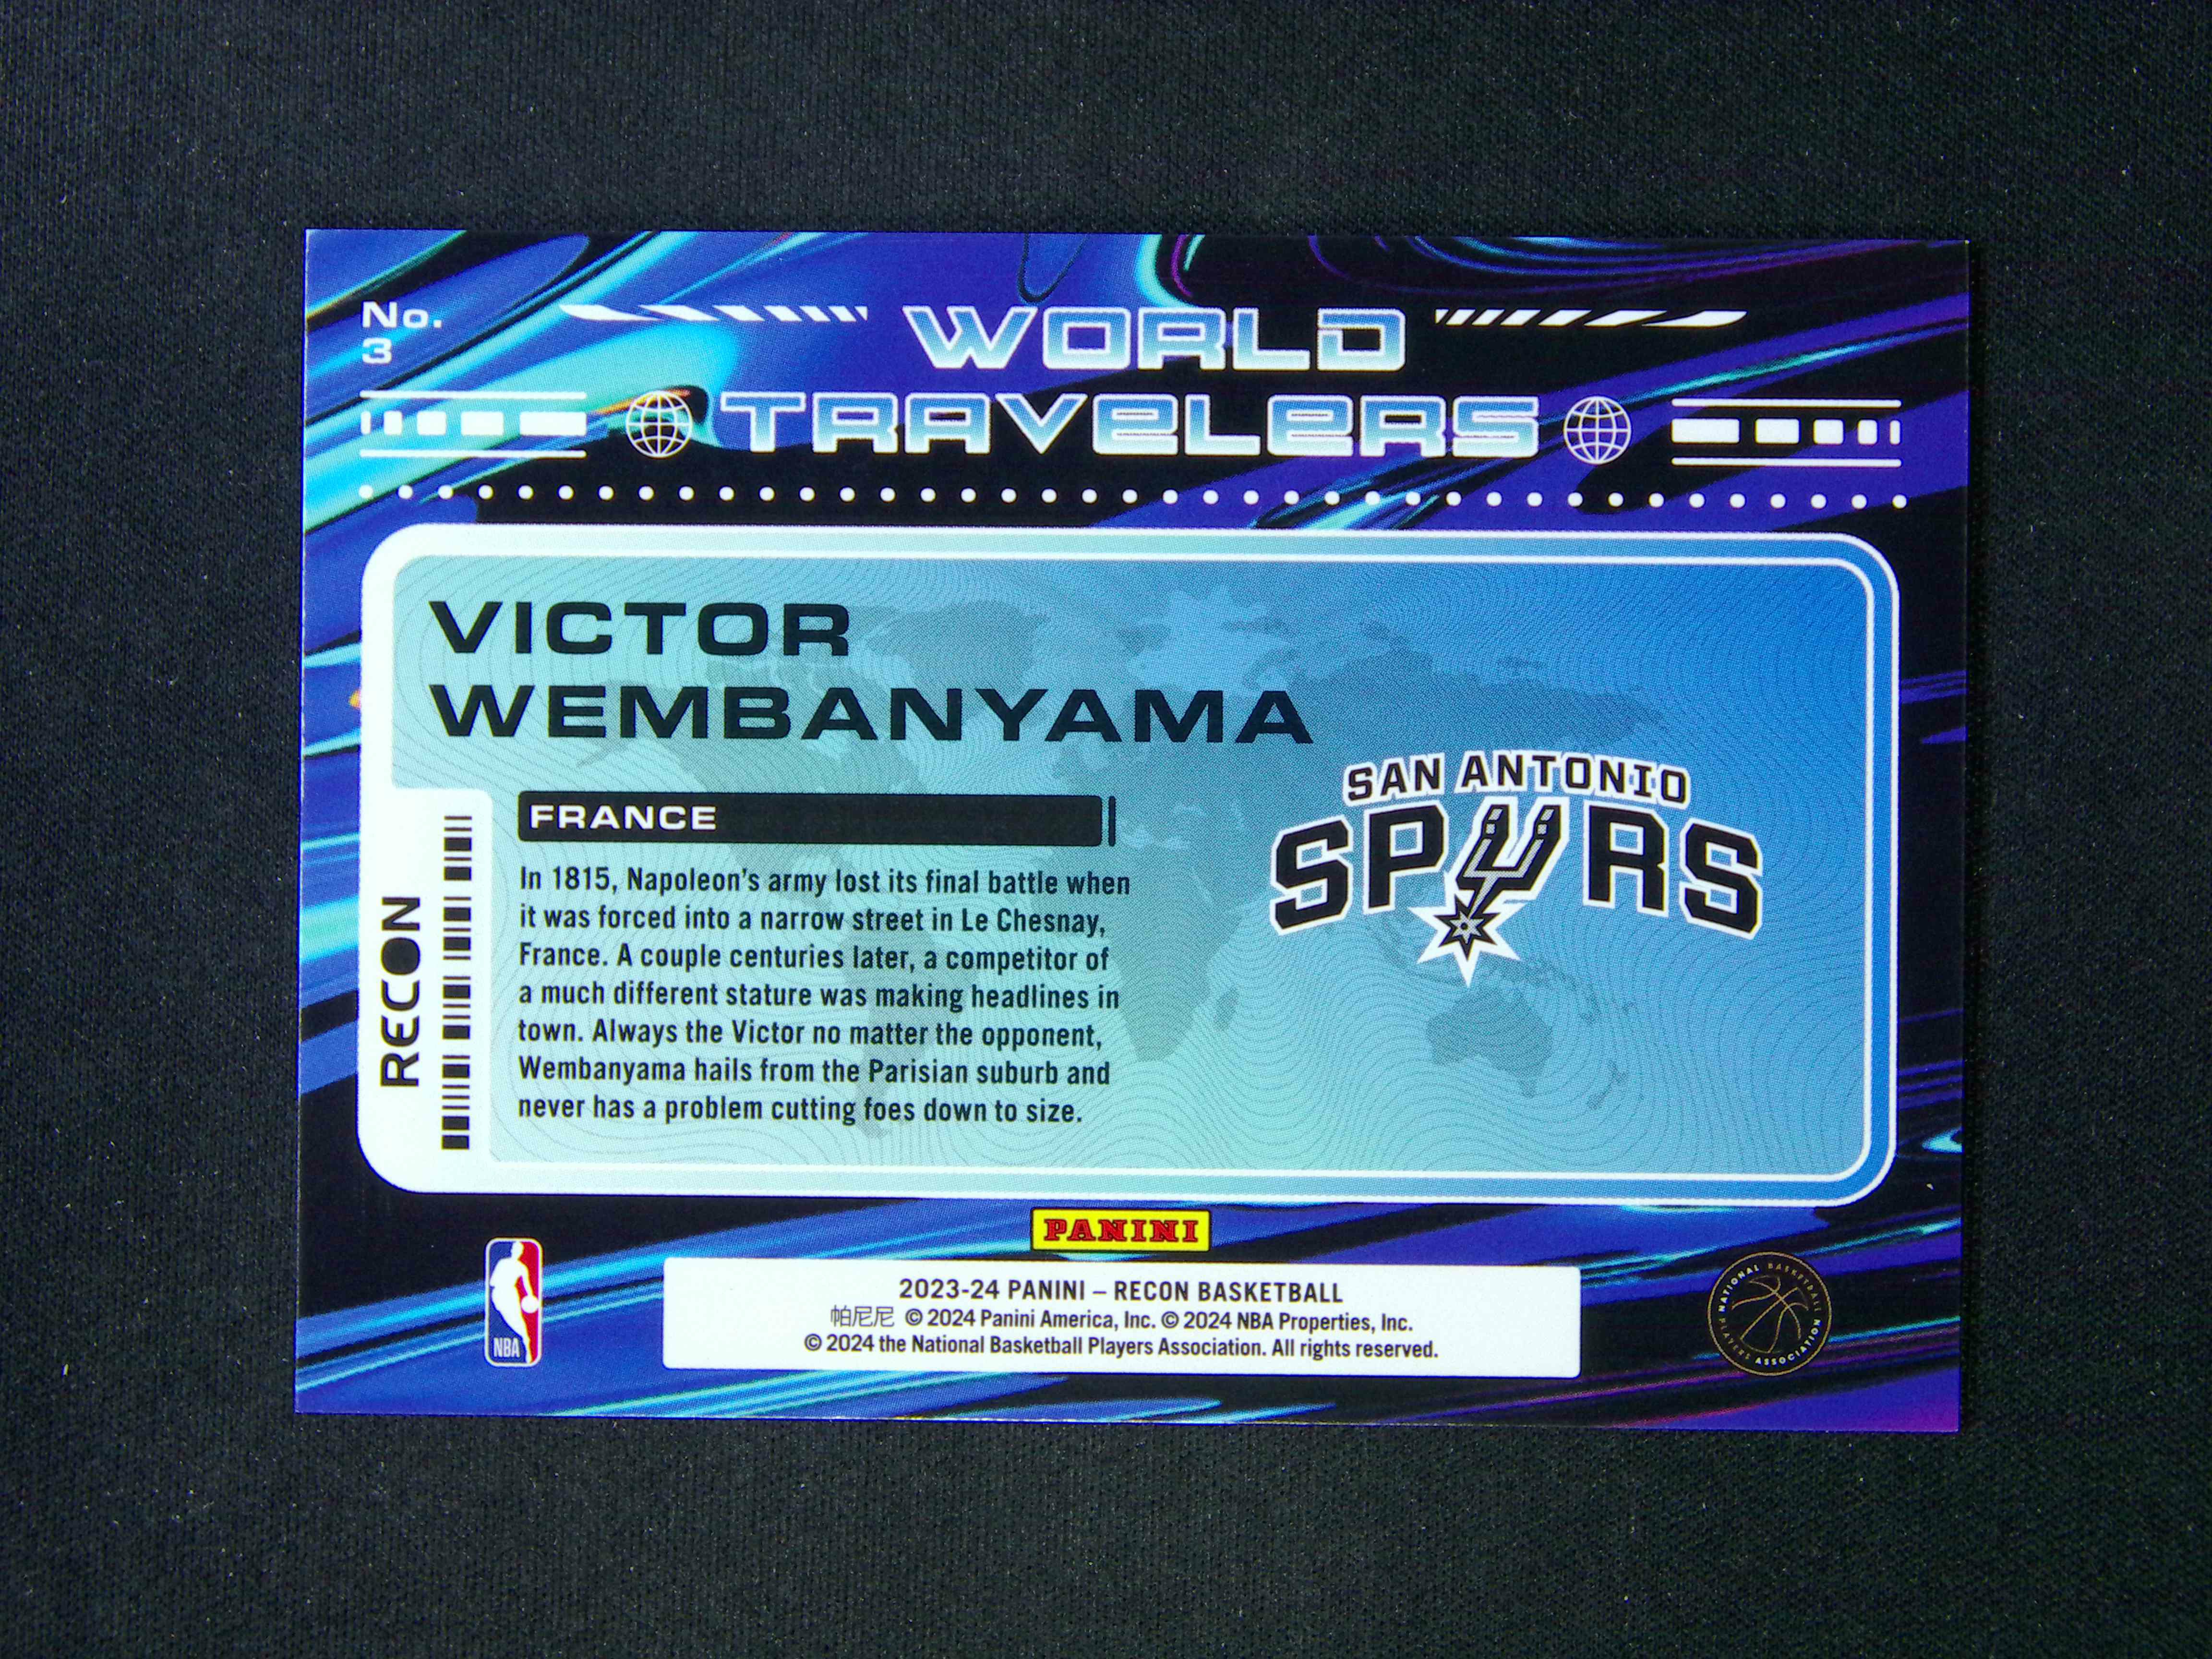 No.
3
WORLD
TRAVELERS
VICTOR
WEMBANYAMA
FRANCE
In 1815, Napoleon's army lost its final battle when
it was forced into a narrow street in Le Chesnay,
France. A couple centuries later, a competitor of
a much different stature was making headlines in
town. Always the Victor no matter the opponent,
Wembanyama hails from the Parisian suburb and
never has a problem cutting foes down to size.
RECON
SAN ANTONIO
SPURS
PANINI
NBA
2023-24 PANINI – RECON BASKETBALL
帕尼尼 © 2024 Panini America, Inc. © 2024 NBA Properties, Inc.
© 2024 the National Basketball Players Association. All rights reserved.
NATIONAL BASKETBALL PLAYERS ASSOCIATION